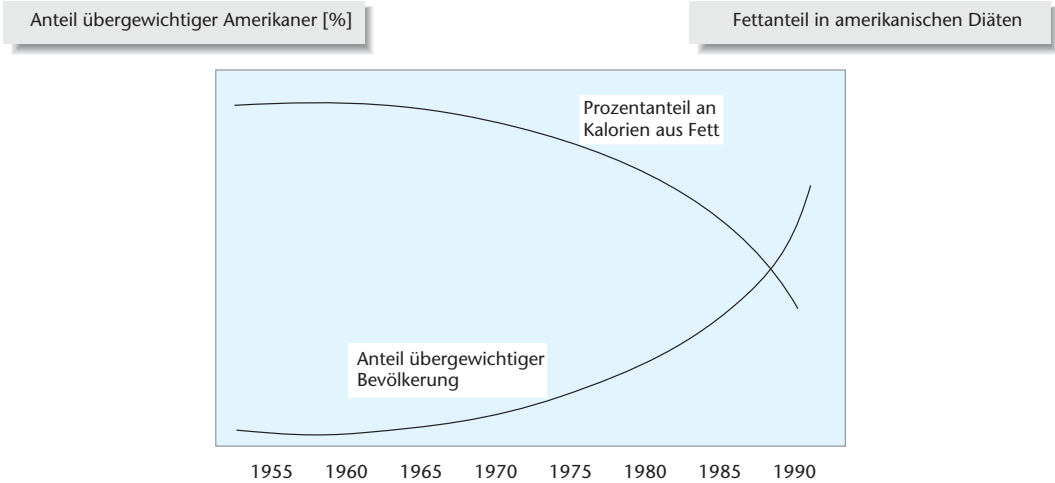 Anteil übergewichtiger Amerikaner [%]
Fettanteil in amerikanischen Diäten
Prozentanteil an
Kalorien aus Fett
Anteil übergewichtiger
Bevölkerung
1955 1960 1965 1970 1975 1980 1985 1990